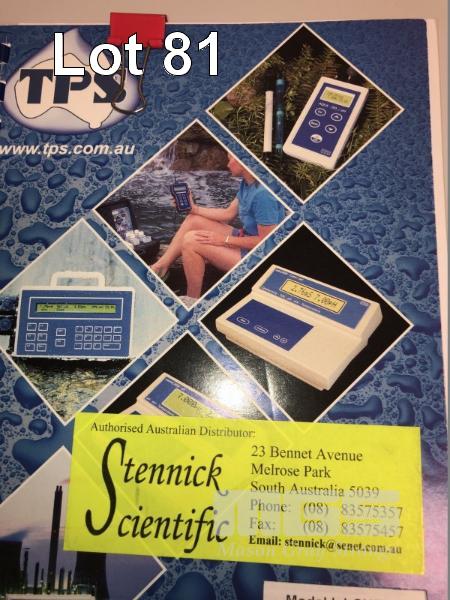 Lot 81
TPS
www.tps.com.au
Authorised Australian Distributor:
Stennick
Scientific
23 Bennet Avenue
Melrose Park
South Australia 5039
Phone: (08) 83575357
Fax: (08) 83575457
Email: stennick@senet.com.au